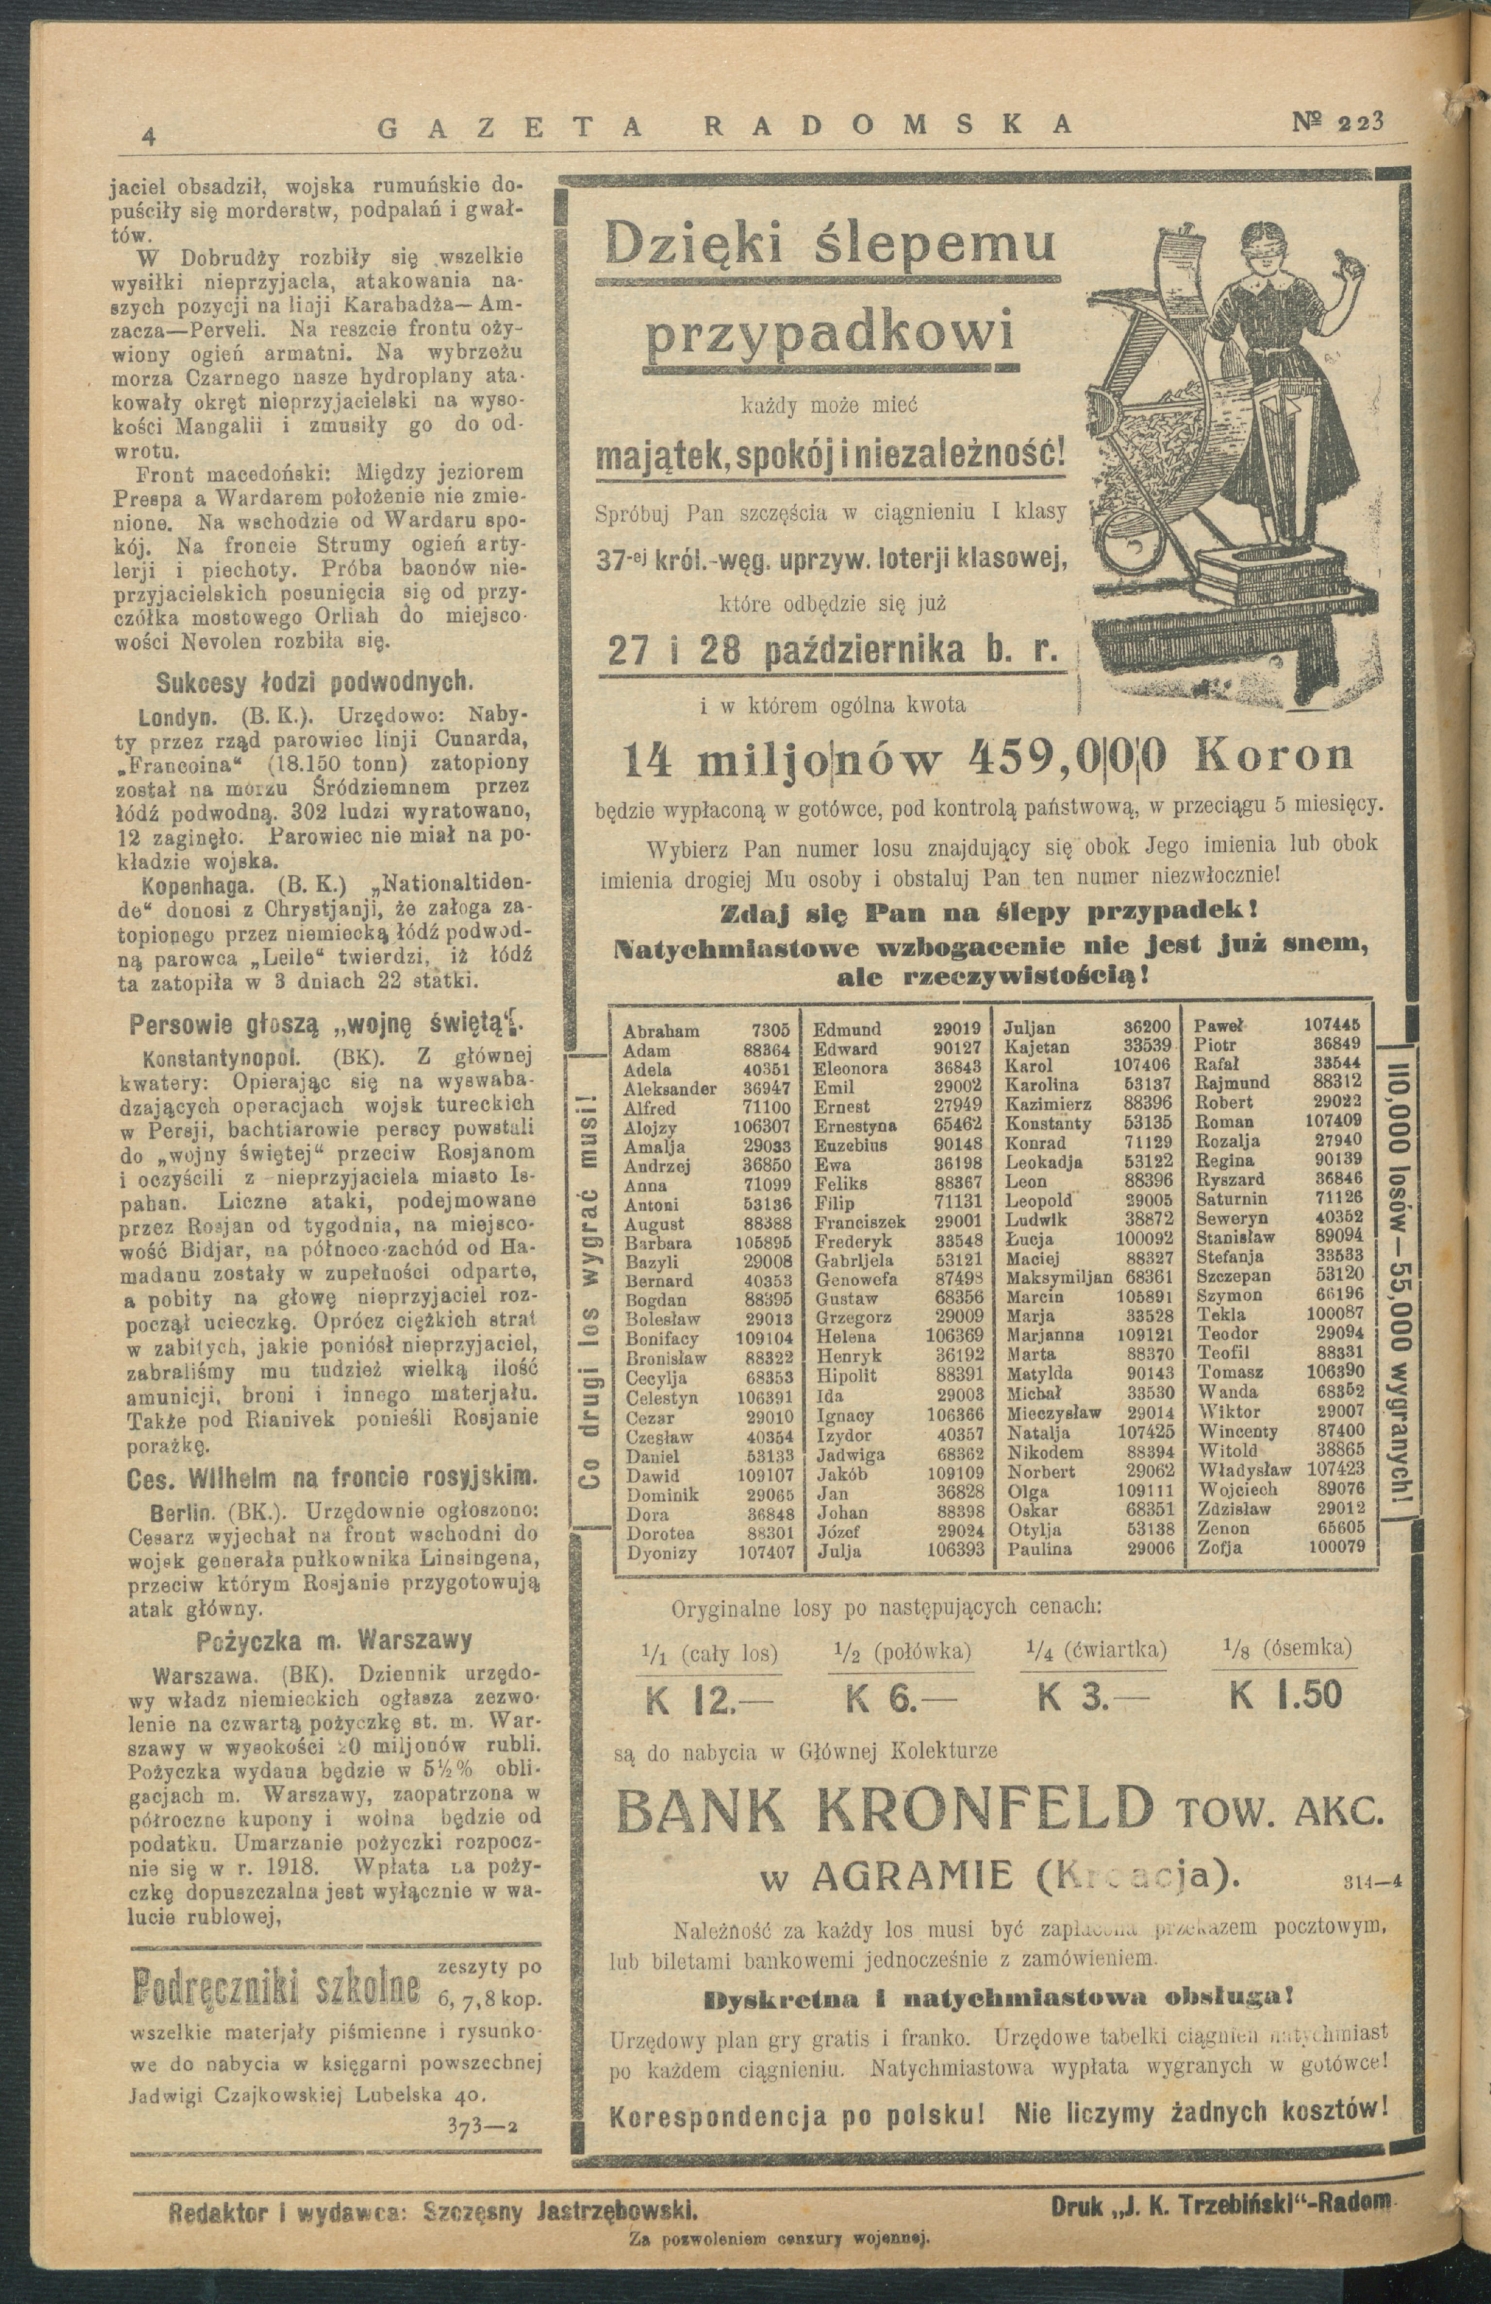 4
GAZETA RADOMSKA
№ 223
jaciel obsadził, wojska rumuńskie do-
puściły się morderstw, podpalań i gwał-
tów.
W Dobrudży rozbiły się wszelkie
wysiłki nieprzyjacla, atakowania na-
szych pozycji na linji Karabadża—Am-
zacza—Perveli. Na reszcie frontu oży-
wiony ogień armatni. Na wybrzeżu
morza Czarnego nasze hydroplany ata-
kowały okręt nieprzyjacielski na wyso-
kości Mangalii i zmusiły go do od-
wrotu.
Front macedoński: Między jeziorem
Prespa a Wardarem położenie nie zmie-
nione. Na wschodzie od Wardaru spo-
kój. Na froncie Strumy ogień arty-
lerji i piechoty. Próba baonów nie-
przyjacielskich posunięcia się od przy-
czółka mostowego Orliah do miejsco-
wości Nevolen rozbiła się.
Sukcesy łodzi podwodnych.
Londyn. (B. K.). Urzędowo: Naby-
ty przez rząd parowiec linji Cunarda,
„Francoina“ (18.150 tonn) zatopiony
został na morzu Śródziemnem przez
łódź podwodną. 302 ludzi wyratowano,
12 zaginęło. Parowiec nie miał na po-
kładzie wojska.
Kopenhaga. (B. K.) „Nationaltiden-
de“ donosi z Chrystjanji, że załoga za-
topionego przez niemiecką łódź podwod-
ną parowca „Leile“ twierdzi, iż łódź
ta zatopiła w 3 dniach 22 statki.
Persowie głoszą „wojnę świętą“.
Konstantynopol. (BK). Z głównej
kwatery: Opierając się na wyswaba-
dzających operacjach wojsk tureckich
w Persji, bachtiarowie perscy powstali
do „wojny świętej“ przeciw Rosjanom
i oczyścili z nieprzyjaciela miasto Is-
pahan. Liczne ataki, podejmowane
przez Rosjan od tygodnia, na miejsco-
wość Bidjar, na północo-zachód od Ha-
madanu zostały w zupełności odparte,
a pobity na głowę nieprzyjaciel roz-
począł ucieczkę. Oprócz ciężkich strat
w zabitych, jakie poniósł nieprzyjaciel,
zabraliśmy mu tudzież wielką ilość
amunicji, broni i innego materjału.
Także pod Rianivek ponieśli Rosjanie
porażkę.
Ces. Wilhelm na froncie rosyjskim.
Berlin. (BK.). Urzędownie ogłoszono:
Cesarz wyjechał na front wschodni do
wojsk generała pułkownika Linsingena,
przeciw którym Rosjanie przygotowują
atak główny.
Pożyczka m. Warszawy
Warszawa. (BK). Dziennik urzędo-
wy władz niemieckich ogłasza zezwo-
lenie na czwartą pożyczkę st. m. War-
szawy w wysokości 20 miljonów rubli.
Pożyczka wydana będzie w 5½% obli-
gacjach m. Warszawy, zaopatrzona w
półroczne kupony i wolna będzie od
podatku. Umarzanie pożyczki rozpocz-
nie się w r. 1918. Wpłata na poży-
czkę dopuszczalna jest wyłącznie w wa-
lucie rublowej,
Podręczniki szkolne zeszyty po
6, 7, 8 kop.
wszelkie materjały piśmienne i rysunko-
we do nabycia w księgarni powszechnej
Jadwigi Czajkowskiej Lubelska 40.
373—2
Dzięki ślepemu
przypadkowi
każdy może mieć
majątek, spokój i niezależność!
Spróbuj Pan szczęścia w ciągnieniu I klasy
37-ej król.-węg. uprzyw. loterji klasowej,
które odbędzie się już
27 i 28 października b. r.
i w którem ogólna kwota
14 miljonów 459,000 Koron
będzie wypłaconą w gotówce, pod kontrolą państwową, w przeciągu 5 miesięcy.
Wybierz Pan numer losu znajdujący się obok Jego imienia lub obok
imienia drogiej Mu osoby i obstaluj Pan ten numer niezwłocznie!
Zdaj się Pan na ślepy przypadek!
Natychmiastowe wzbogacenie nie jest już snem,
ale rzeczywistością!
Co drugi los wygrać musi!
Abraham 7305
Adam 88364
Adela 40351
Aleksander 36947
Alfred 71100
Alojzy 106307
Amalja 29033
Andrzej 36850
Anna 71099
Antoni 53136
August 88388
Barbara 105895
Bazyli 29008
Bernard 40353
Bogdan 88395
Bolesław 29013
Bonifacy 109104
Bronisław 88322
Cecylja 68353
Celestyn 106391
Cezar 29010
Czesław 40354
Daniel 53133
Dawid 109107
Dominik 29065
Dora 36848
Dorotea 88301
Dyonizy 107407
Edmund 29019
Edward 90127
Eleonora 36843
Emil 29002
Ernest 27949
Ernestyna 65462
Euzebius 90148
Ewa 36198
Feliks 88367
Filip 71131
Franciszek 29001
Frederyk 33548
Gabrljela 53121
Genowefa 87498
Gustaw 68356
Grzegorz 29009
Helena 106369
Henryk 36192
Hipolit 88391
Ida 29003
Ignacy 106366
Izydor 40357
Jadwiga 68362
Jakób 109109
Jan 36828
Johan 88398
Józef 29024
Julja 106393
Juljan 36200
Kajetan 33539
Karol 107406
Karolina 53137
Kazimierz 88396
Konstanty 53135
Konrad 71129
Leokadja 53122
Leon 88396
Leopold 29005
Ludwik 38872
Łucja 100092
Maciej 88327
Maksymiljan 68361
Marcin 105891
Marja 33528
Marjanna 109121
Marta 88370
Matylda 90143
Michał 33530
Mieczysław 29014
Natalja 107425
Nikodem 88394
Norbert 29062
Olga 109111
Oskar 68351
Otylja 53138
Paulina 29006
Paweł 107445
Piotr 36849
Rafał 33544
Rajmund 88312
Robert 29022
Roman 107409
Rozalja 27940
Regina 90139
Ryszard 36846
Saturnin 71126
Seweryn 40352
Stanisław 89094
Stefanja 33533
Szczepan 53120
Szymon 66196
Tekla 100087
Teodor 29094
Teofil 88331
Tomasz 106390
Wanda 68352
Wiktor 29007
Wincenty 87400
Witold 38865
Władysław 107423
Wojciech 89076
Zdzisław 29012
Zenon 65605
Zofja 100079
110,000 losów—55,000 wygranych!
Oryginalne losy po następujących cenach:
1/1 (cały los) 1/2 (połówka) 1/4 (ćwiartka) 1/8 (ósemka)
K 12.— K 6.— K 3.— K 1.50
są do nabycia w Głównej Kolekturze
BANK KRONFELD TOW. AKC.
w AGRAMIE (Kroacja).
314—4
Należność za każdy los musi być zapłacona przekazem pocztowym,
lub biletami bankowemi jednocześnie z zamówieniem.
Dyskretna i natychmiastowa obsługa!
Urzędowy plan gry gratis i franko. Urzędowe tabelki ciągnień natychmiast
po każdem ciągnieniu. Natychmiastowa wypłata wygranych w gotówce!
Korespondencja po polsku! Nie liczymy żadnych kosztów!
Redaktor i wydawca: Szczęsny Jastrzębowski.
Druk „J. K. Trzebiński“-Radom
Za pozwoleniem cenzury wojennej.